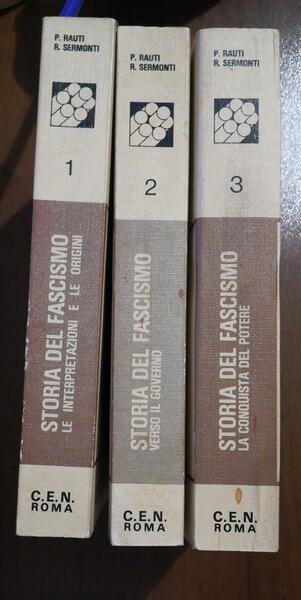 P. RAUTI
R. SERMONTI
1
STORIA DEL FASCISMO
LE INTERPRETAZIONI E LE ORIGINI
C.E.N.
ROMA
P. RAUTI
R. SERMONTI
2
STORIA DEL FASCISMO
VERSO IL GOVERNO
C.E.N.
ROMA
P. RAUTI
R. SERMONTI
3
STORIA DEL FASCISMO
LA CONQUISTA DEL POTERE
C.E.N.
ROMA